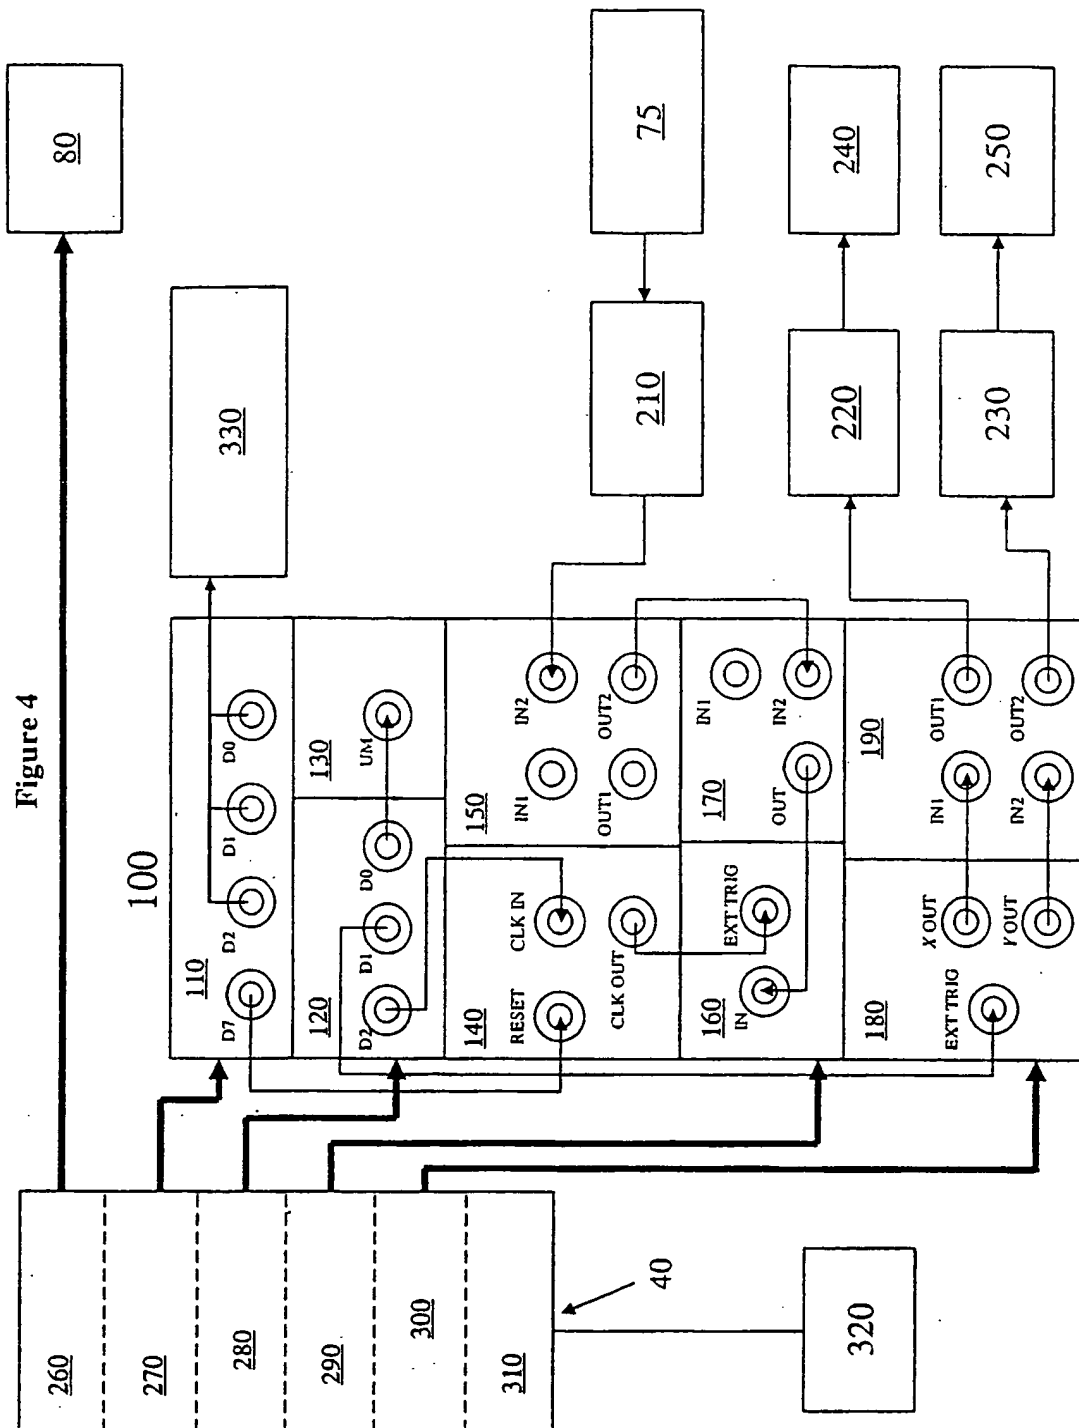 Figure 4
80
100
330
110
D7
D2
D1
D0
120
D2
D1
D0
130
UM
140
RESET
CLK IN
CLK OUT
150
IN1
IN2
OUT1
OUT2
160
IN
EXT TRIG
170
OUT
IN1
IN2
180
EXT TRIG
X OUT
Y OUT
190
IN1
IN2
OUT1
OUT2
75
210
240
220
250
230
260
270
280
290
300
310
40
320